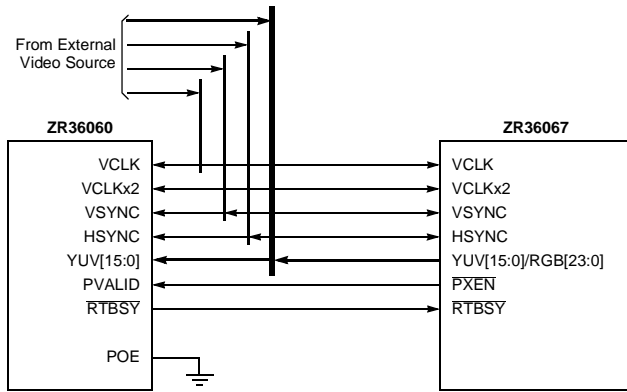 From External
Video Source
ZR36060
ZR36067
VCLK
VCLK
VCLKx2
VCLKx2
VSYNC
VSYNC
HSYNC
HSYNC
YUV[15:0]
YUV[15:0]/RGB[23:0]
PVALID
PXEN
RTBSY
RTBSY
POE